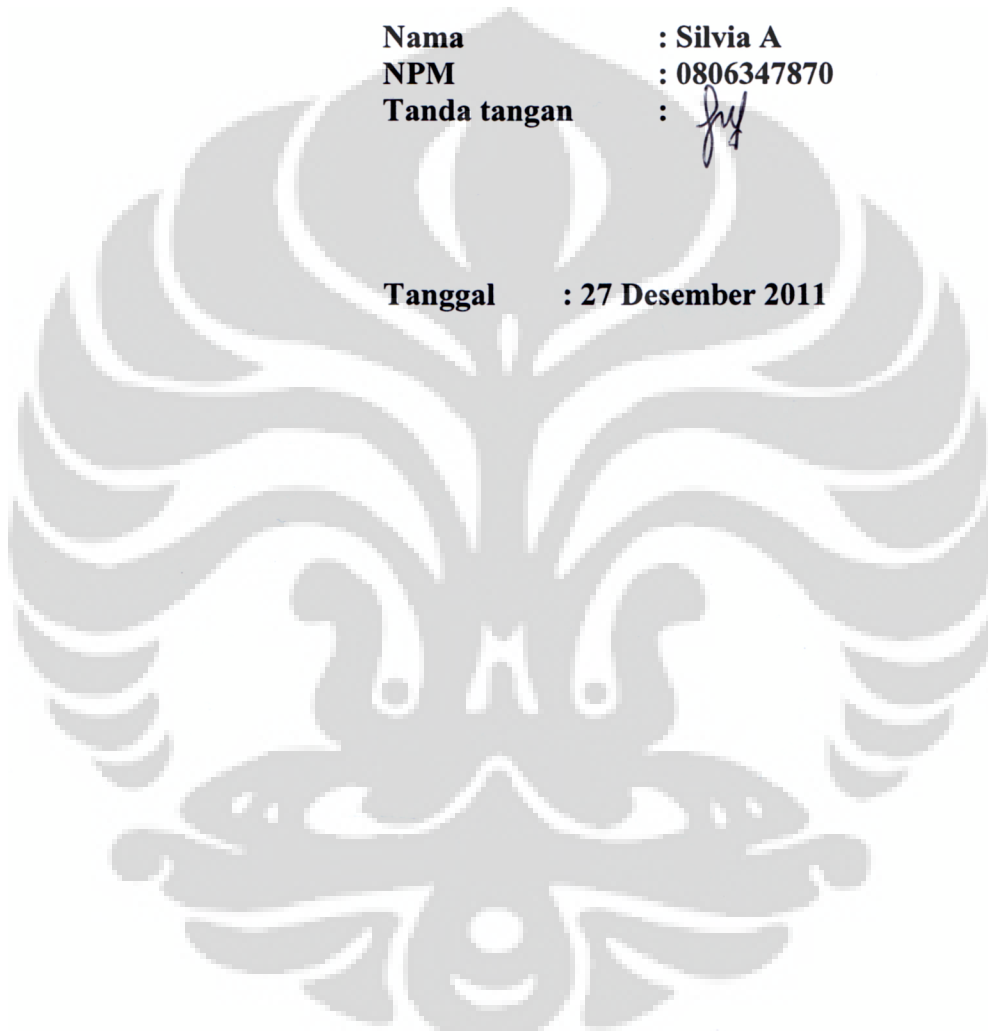 Nama : Silvia A
NPM : 0806347870
Tanda tangan :
Tanggal : 27 Desember 2011